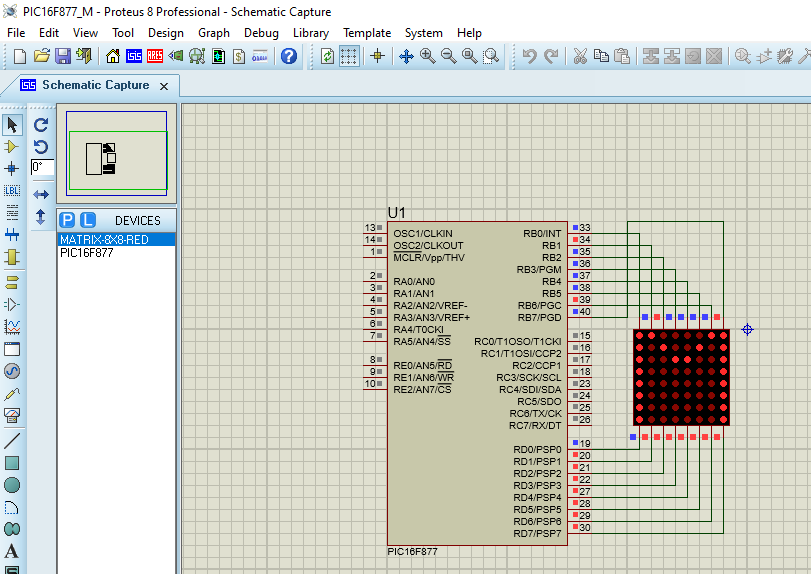 PIC16F877_M - Proteus 8 Professional - Schematic Capture
File Edit View Tool Design Graph Debug Library Template System Help
Schematic Capture
0°
LBL
P L DEVICES
MATRIX-8X8-RED
PIC16F877
A
U1
13 OSC1/CLKIN RB0/INT 33
14 OSC2/CLKOUT RB1 34
1 MCLR/Vpp/THV RB2 35
RB3/PGM 36
2 RA0/AN0 RB4 37
3 RA1/AN1 RB5 38
4 RA2/AN2/VREF- RB6/PGC 39
5 RA3/AN3/VREF+ RB7/PGD 40
6 RA4/T0CKI
7 RA5/AN4/SS RC0/T1OSO/T1CKI 15
RC1/T1OSI/CCP2 16
8 RE0/AN5/RD RC2/CCP1 17
9 RE1/AN6/WR RC3/SCK/SCL 18
10 RE2/AN7/CS RC4/SDI/SDA 23
RC5/SDO 24
RC6/TX/CK 25
RC7/RX/DT 26
RD0/PSP0 19
RD1/PSP1 20
RD2/PSP2 21
RD3/PSP3 22
RD4/PSP4 27
RD5/PSP5 28
RD6/PSP6 29
RD7/PSP7 30
PIC16F877